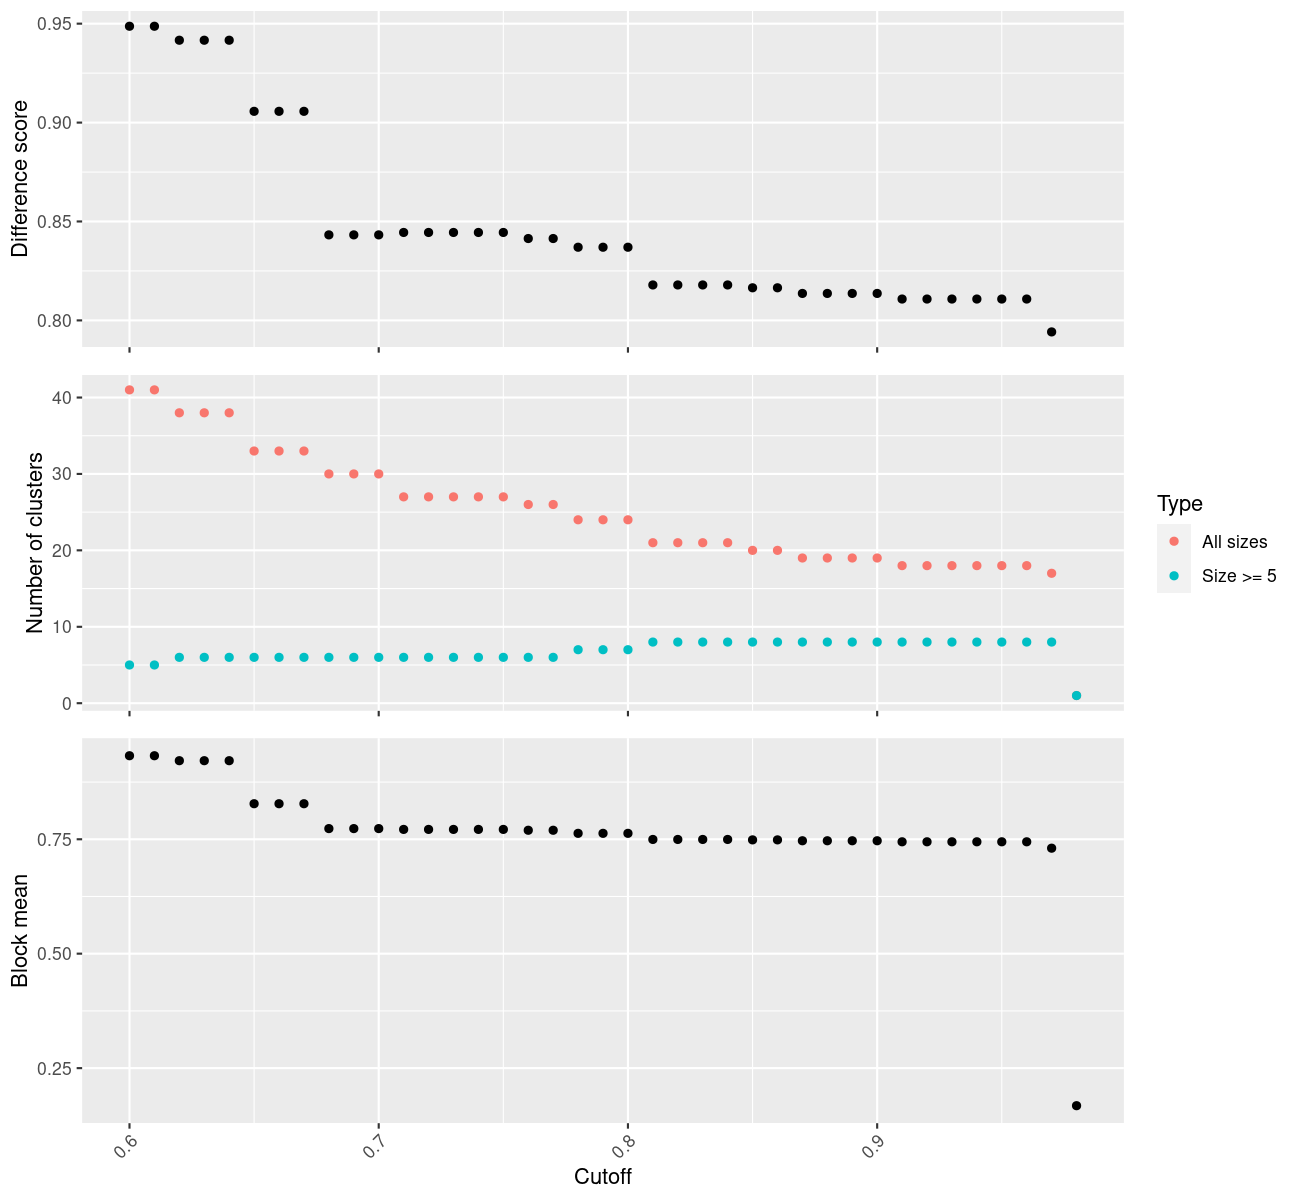 Difference score
0.95
0.90
0.85
0.80
Number of clusters
40
30
20
10
0
Type
All sizes
Size >= 5
Block mean
0.75
0.50
0.25
0.6
0.7
0.8
0.9
Cutoff